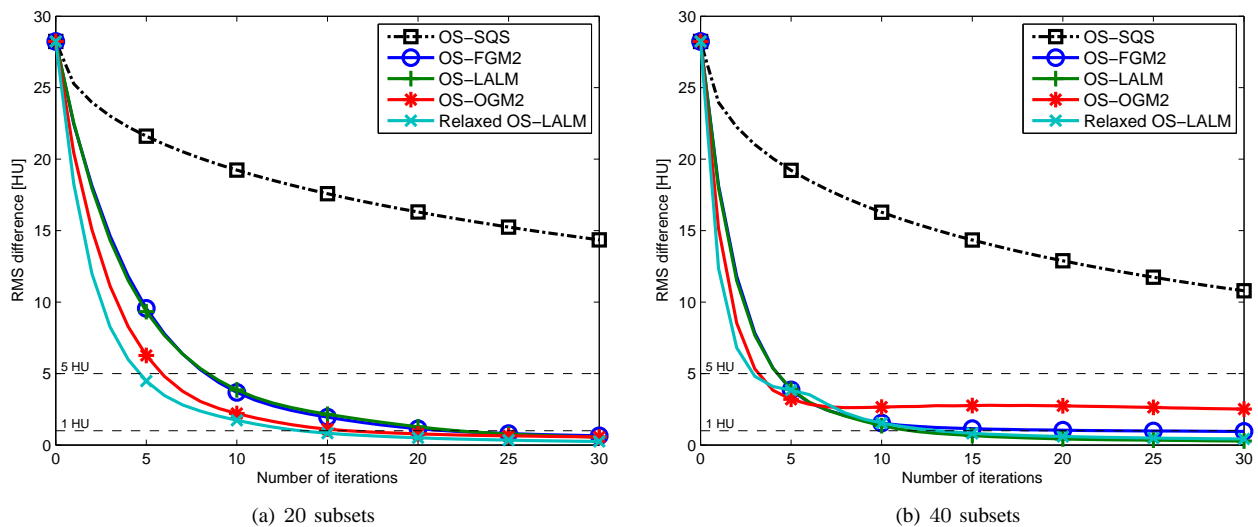 30
25
20
15
10
5
0
RMS difference [HU]
5 HU
1 HU
0
5
10
15
20
25
30
Number of iterations
OS−SQS
OS−FGM2
OS−LALM
OS−OGM2
Relaxed OS−LALM
(a) 20 subsets
30
25
20
15
10
5
0
RMS difference [HU]
5 HU
1 HU
0
5
10
15
20
25
30
Number of iterations
OS−SQS
OS−FGM2
OS−LALM
OS−OGM2
Relaxed OS−LALM
(b) 40 subsets